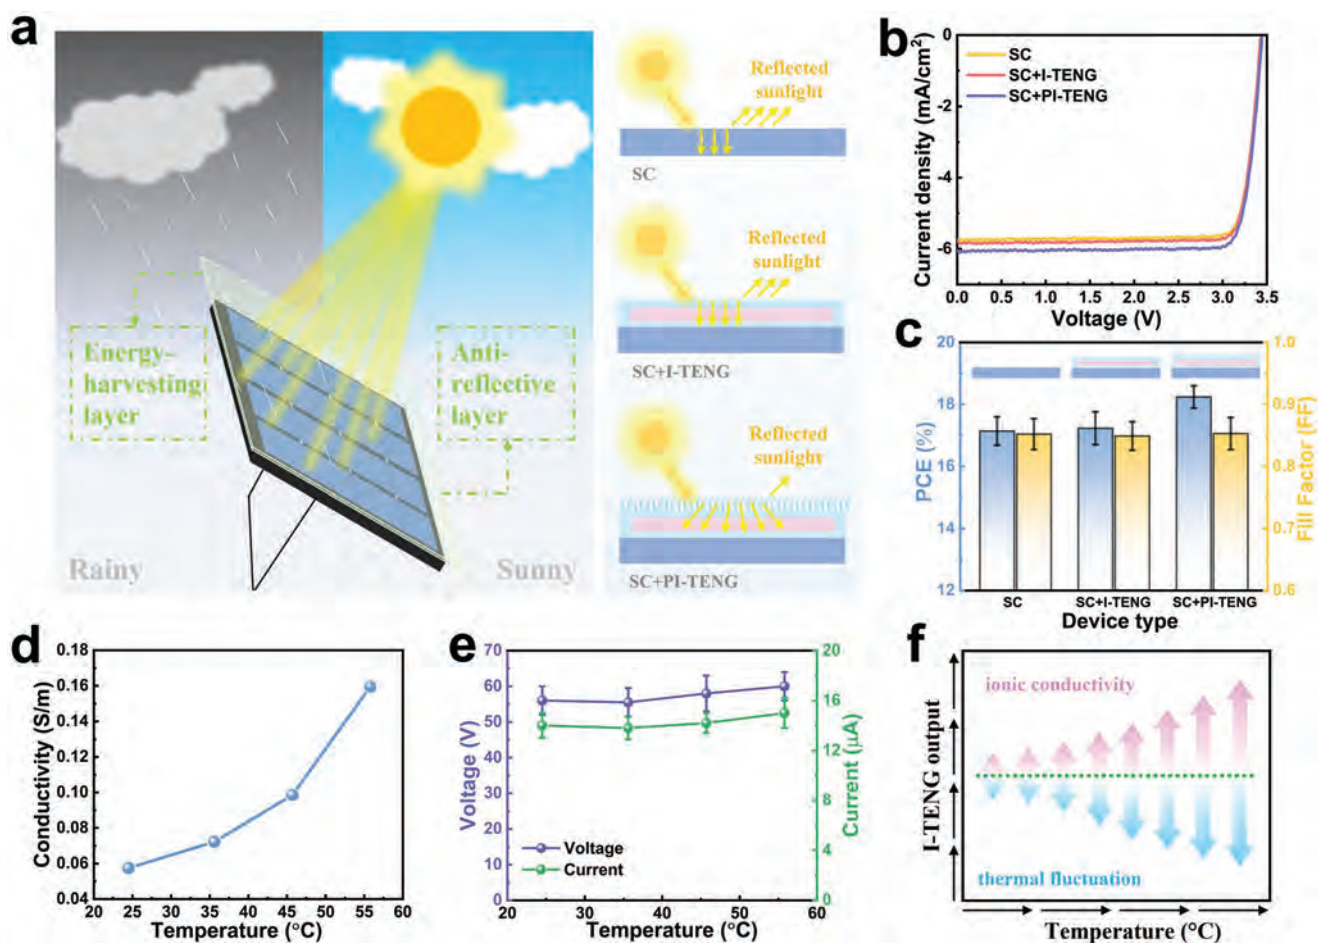 a
Reflected
sunlight
SC
Energy-
harvesting
layer
Anti-
reflective
layer
Reflected
sunlight
SC+I-TENG
Reflected
sunlight
SC+PI-TENG
Rainy
Sunny
b
SC
SC+I-TENG
SC+PI-TENG
Current density (mA/cm²)
0
-2
-4
-6
0.0 0.5 1.0 1.5 2.0 2.5 3.0 3.5
Voltage (V)
c
PCE (%)
20
18
16
14
12
Fill Factor (FF)
1.0
0.9
0.8
0.7
0.6
SC SC+I-TENG SC+PI-TENG
Device type
d
Conductivity (S/m)
0.18
0.16
0.14
0.12
0.10
0.08
0.06
0.04
20 25 30 35 40 45 50 55 60
Temperature (°C)
e
Voltage (V)
70
60
50
40
30
20
10
0
Current (μA)
20
16
12
8
4
0
Voltage
Current
20 30 40 50 60
Temperature (°C)
f
I-TENG output
ionic conductivity
thermal fluctuation
Temperature (°C)